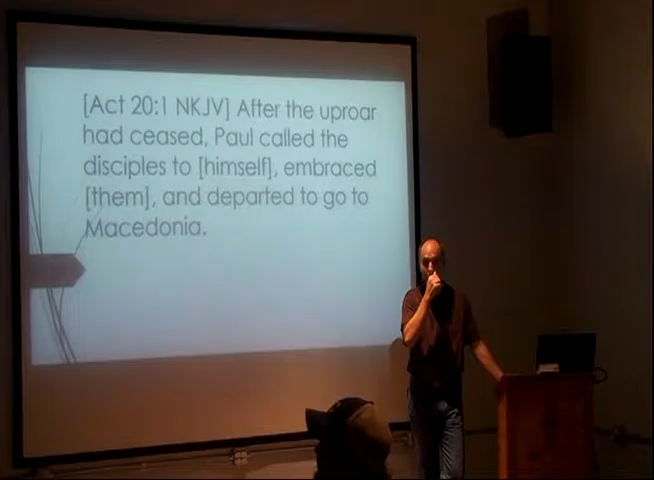 [Act 20:1 NKJV] After the uproar
had ceased, Paul called the
disciples to [himself], embraced
[them], and departed to go to
Macedonia.